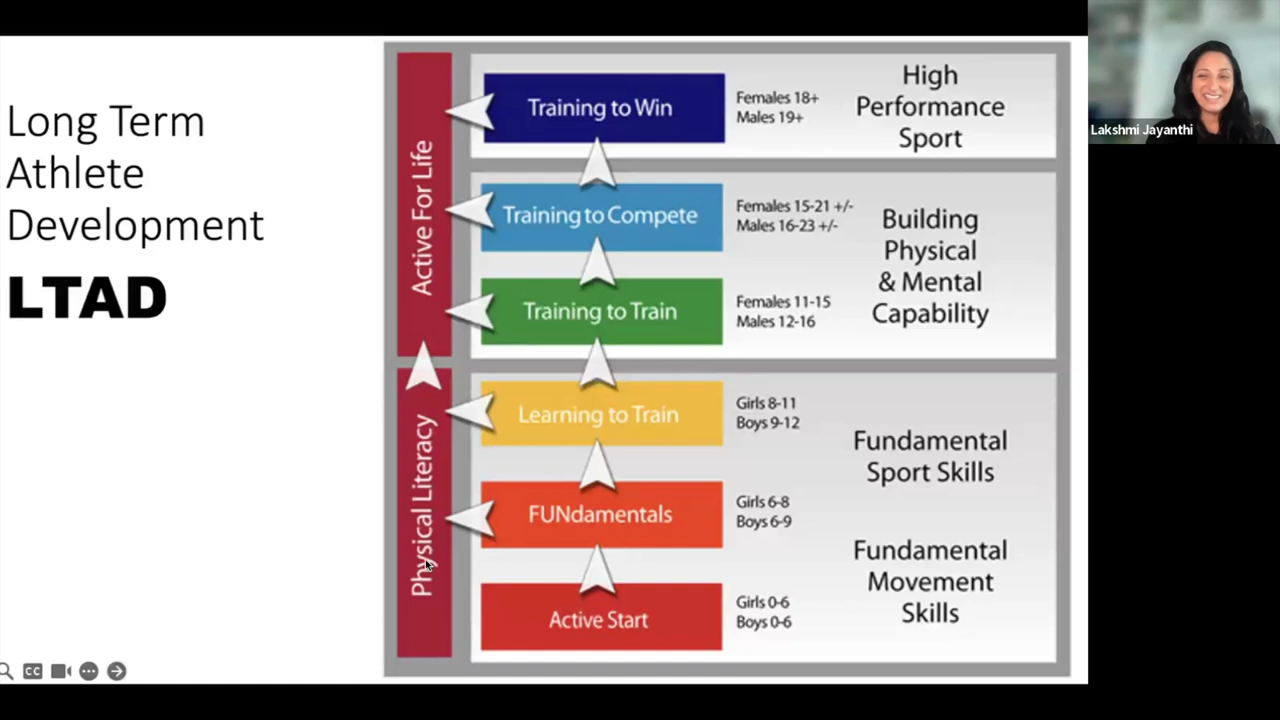 Long Term
Athlete
Development
LTAD
Active For Life
Physical Literacy
Training to Win
Females 18+
Males 19+
High
Performance
Sport
Training to Compete
Females 15-21 +/-
Males 16-23 +/-
Training to Train
Females 11-15
Males 12-16
Building
Physical
& Mental
Capability
Learning to Train
Girls 8-11
Boys 9-12
FUNdamentals
Girls 6-8
Boys 6-9
Fundamental
Sport Skills
Active Start
Girls 0-6
Boys 0-6
Fundamental
Movement
Skills
Lakshmi Jayanthi
CC